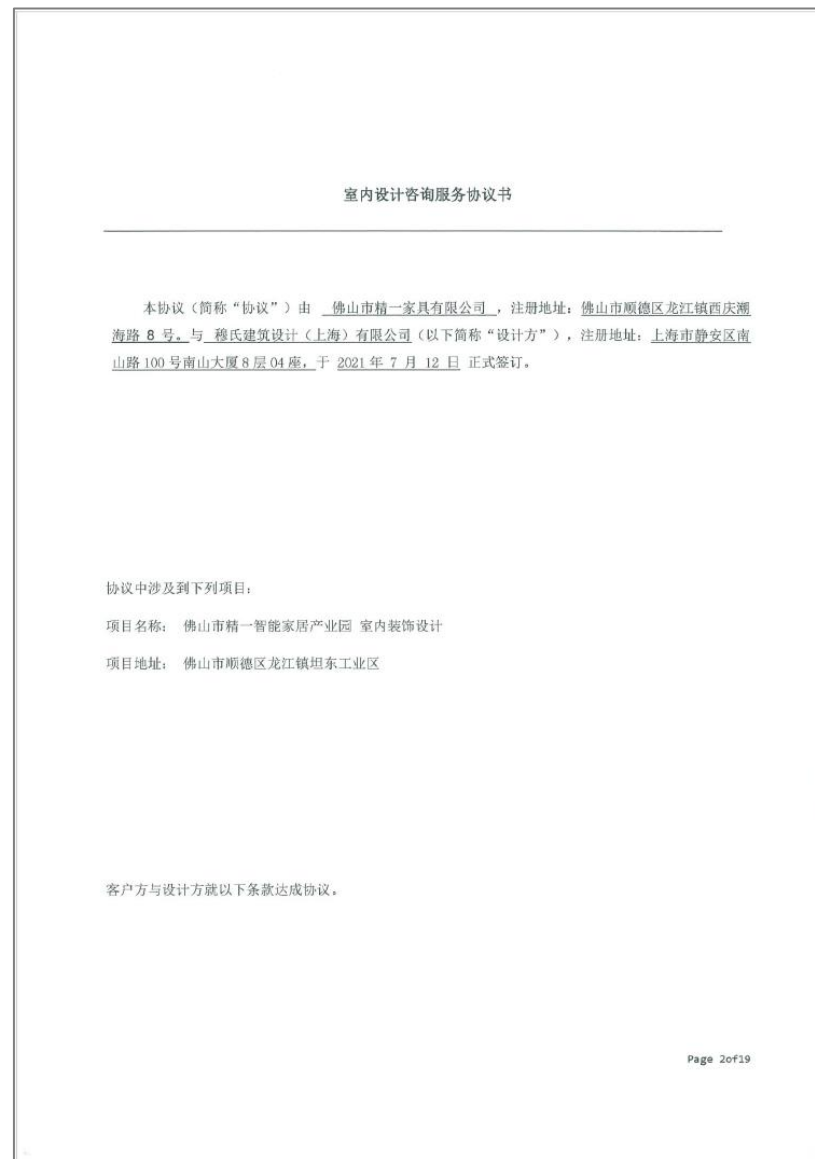 室内设计咨询服务协议书
本协议（简称“协议”）由 佛山市精一家具有限公司 ，注册地址：佛山市顺德区龙江镇西庆潮
海路 8 号。与 穆氏建筑设计（上海）有限公司（以下简称“设计方”），注册地址：上海市静安区南
山路 100 号南山大厦 8 层 04 座，于 2021 年 7 月 12 日 正式签订。
协议中涉及到下列项目：
项目名称： 佛山市精一智能家居产业园 室内装饰设计
项目地址： 佛山市顺德区龙江镇坦东工业区
客户方与设计方就以下条款达成协议。
Page 2of19